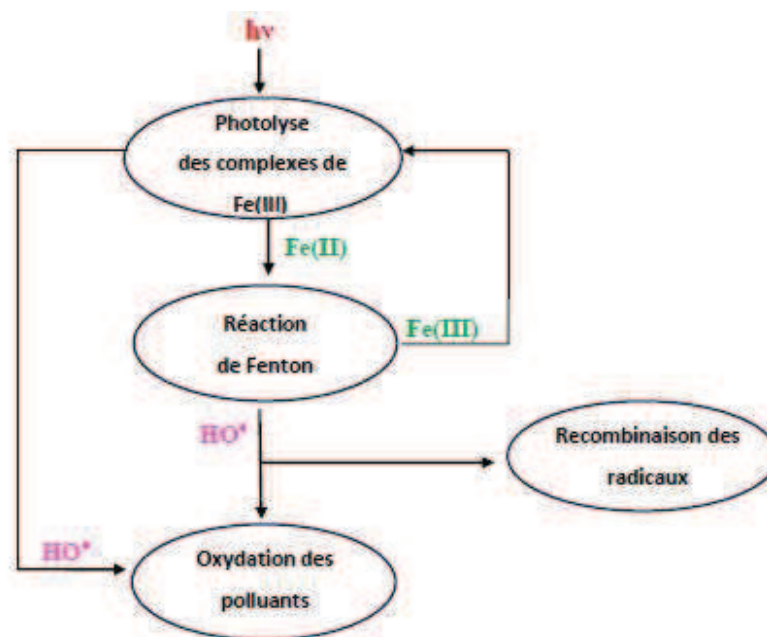 hν
Photolyse
des complexes de
Fe(III)
Fe(II)
Réaction
de Fenton
Fe(III)
HO•
Recombinaison des
radicaux
HO•
Oxydation des
polluants